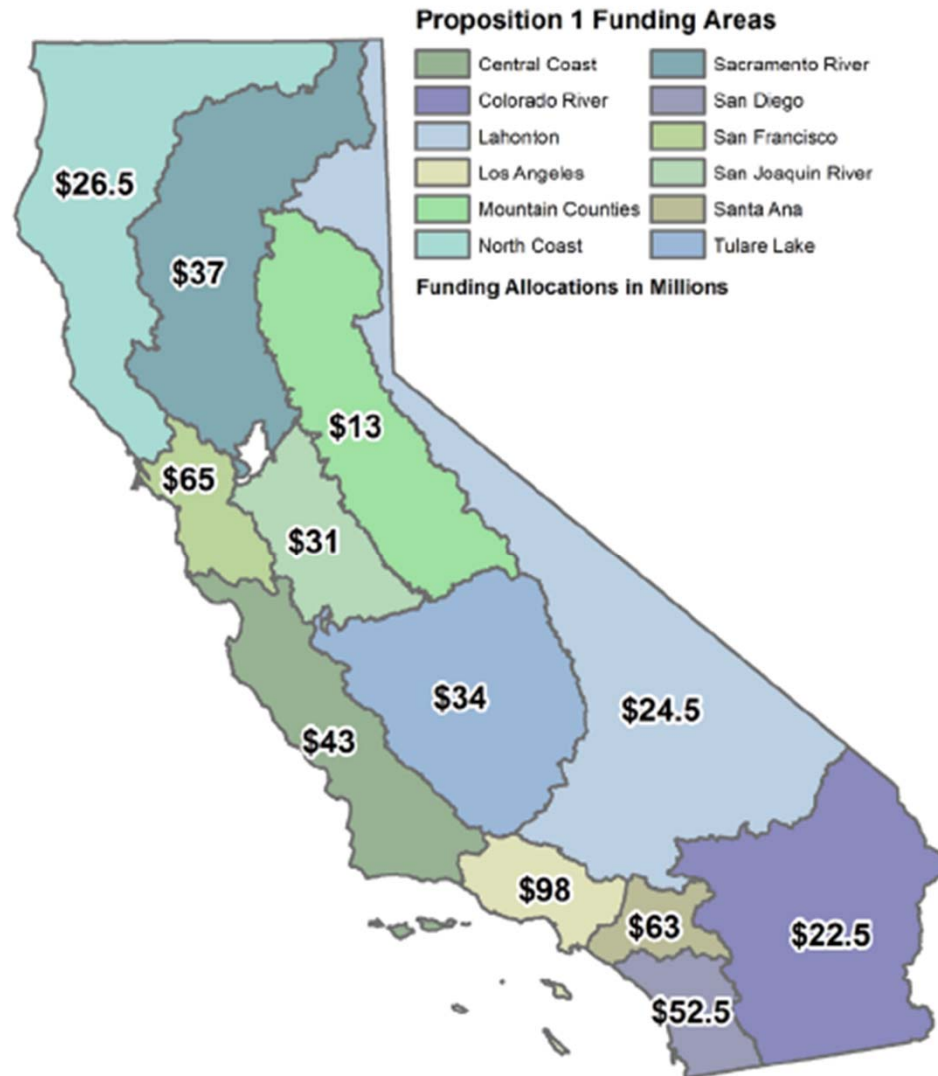 Proposition 1 Funding Areas
Central Coast
Sacramento River
Colorado River
San Diego
Lahonton
San Francisco
Los Angeles
San Joaquin River
Mountain Counties
Santa Ana
North Coast
Tulare Lake
Funding Allocations in Millions
$26.5
$37
$13
$65
$31
$34
$24.5
$43
$98
$63
$22.5
$52.5